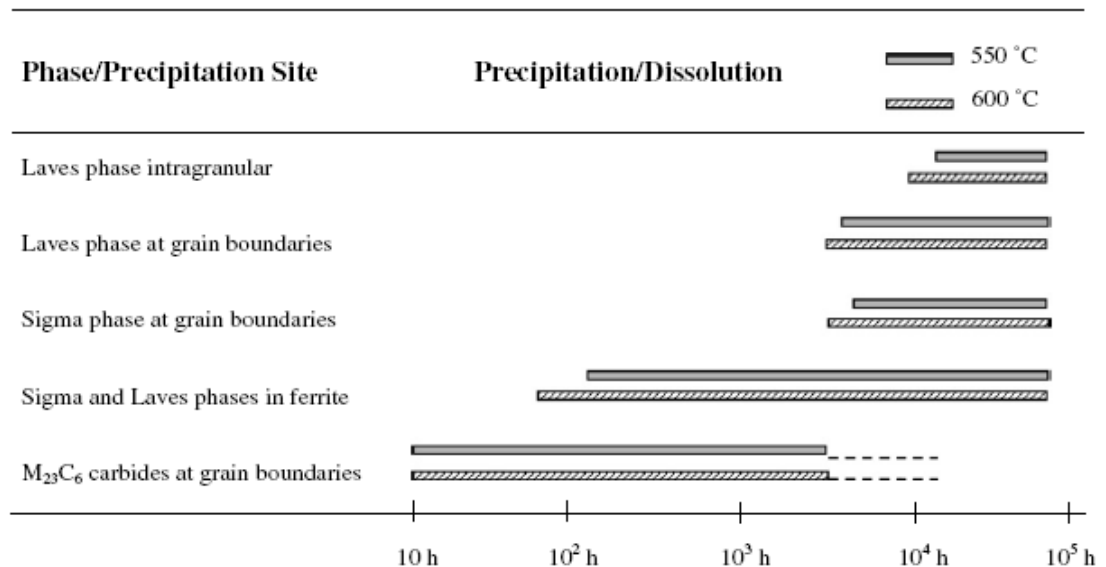 Phase/Precipitation Site Precipitation/Dissolution
550 ˚C
600 ˚C
Laves phase intragranular
Laves phase at grain boundaries
Sigma phase at grain boundaries
Sigma and Laves phases in ferrite
M₂₃C₆ carbides at grain boundaries
10 h 10² h 10³ h 10⁴ h 10⁵ h